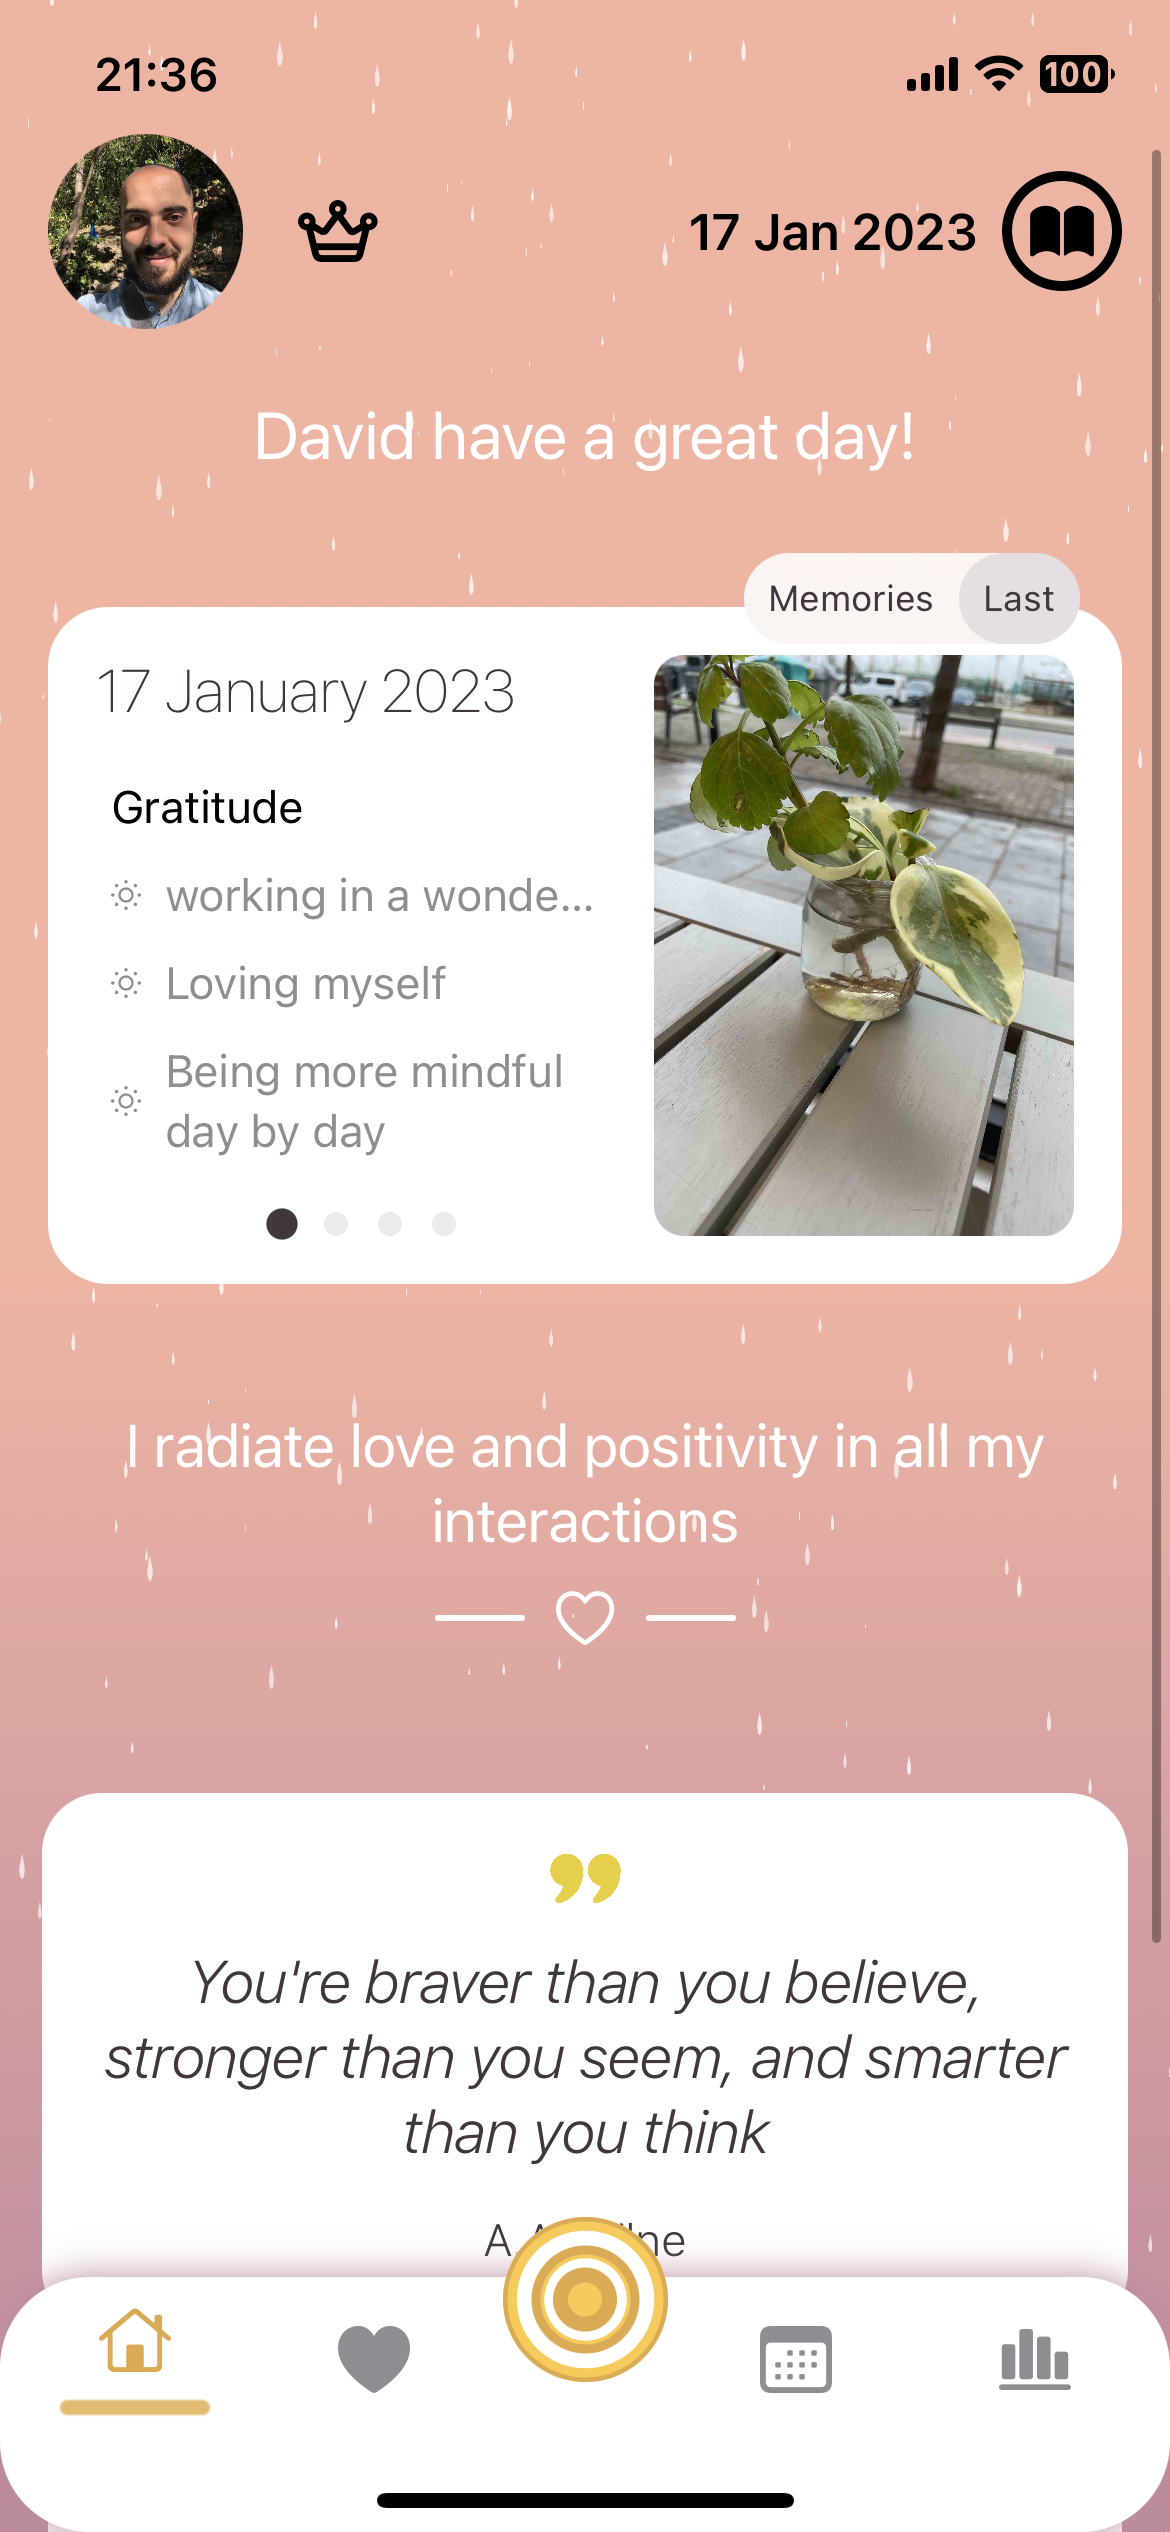 21:36
100
17 Jan 2023
David have a great day!
Memories
Last
17 January 2023
Gratitude
working in a wonde...
Loving myself
Being more mindful
day by day
I radiate love and positivity in all my
interactions
You're braver than you believe,
stronger than you seem, and smarter
than you think